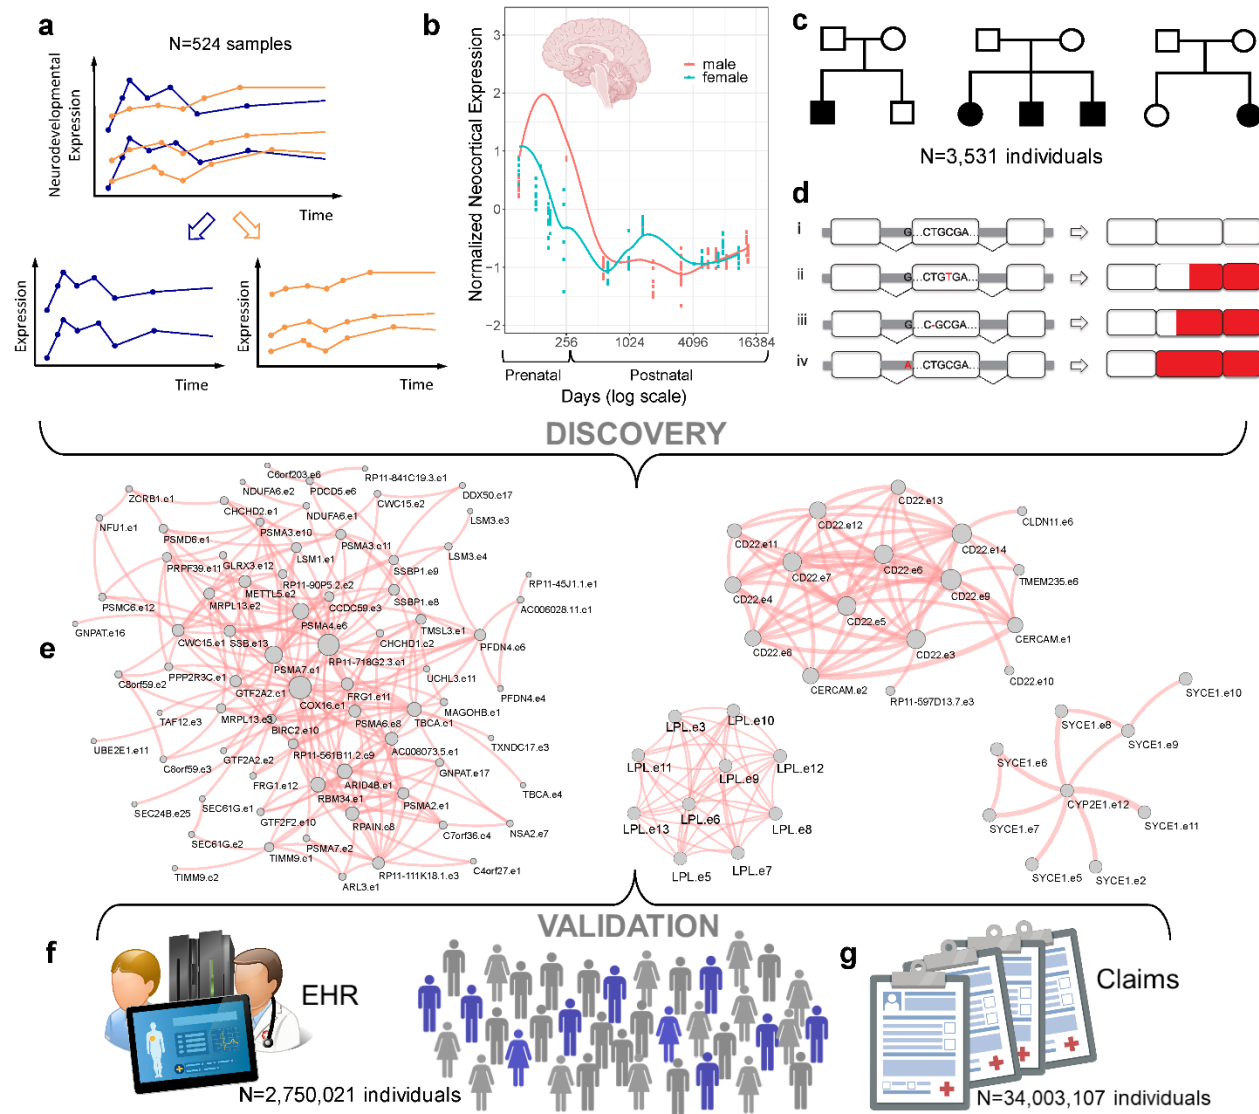 a
N=524 samples
Neurodevelopmental
Expression
Time
Expression
Time
Expression
Time
b
Normalized Neocortical Expression
3
2
1
0
−1
−2
male
female
256
1024
4096
16384
Prenatal
Postnatal
Days (log scale)
c
N=3,531 individuals
d
i
G...CTGCGA...
ii
G...CTGTGA...
iii
G...C-GCGA...
iv
A...CTGCGA...
DISCOVERY
e
C6orf203.e6
RP11-841C19.3.e1
NDUFA6.e2
PDCD5.e6
ZCRB1.e1
CHCHD2.e1
CWC15.e2
DDX50.e17
NDUFA6.e1
LSM3.e3
NFU1.e1
PSMD6.e1
PSMA3.e10
PSMA3.e11
LSM1.e1
LSM3.e4
PRPF39.e11
GLRX3.e12
SSBP1.e9
RP11-90P5.2.e2
RP11-45J1.1.e1
METTL5.e2
PSMC6.e12
MRPL13.e2
CCDC59.e3
SSBP1.e8
AC006028.11.e1
GNPAT.e16
PSMA4.e6
TMSL3.e1
CWC15.e1
SSB.e13
CHCHD1.e2
PFDN4.e6
PSMA7.e1
RP11-718G2.3.e1
PPP2R3C.e1
UCHL3.e11
C8orf59.e2
GTF2A2.e1
COX16.e1
FRG1.e11
PFDN4.e4
TAF12.e3
MRPL13.e3
MAGOHB.e1
BIRC2.e10
PSMA6.e8
TBCA.e1
UBE2E1.e11
RP11-561B11.2.e9
AC008073.5.e1
TXNDC17.e3
C8orf59.e3
GTF2A2.e2
GNPAT.e17
FRG1.e12
ARID4B.e1
TBCA.e4
RBM34.e1
PSMA2.e1
SEC24B.e25
SEC61G.e1
GTF2F2.e10
RPAIN.e8
C7orf36.e4
NSA2.e7
SEC61G.e2
PSMA7.e2
TIMM9.e1
TIMM9.e2
RP11-111K18.1.e3
C4orf27.e1
ARL3.e1
CD22.e13
CD22.e12
CLDN11.e6
CD22.e11
CD22.e14
CD22.e6
CD22.e7
TMEM235.e6
CD22.e4
CD22.e9
CD22.e5
CD22.e8
CD22.e3
CERCAM.e1
CD22.e10
CERCAM.e2
RP11-597D13.7.e3
LPL.e10
LPL.e3
LPL.e11
LPL.e9
LPL.e12
LPL.e13
LPL.e6
LPL.e8
LPL.e5
LPL.e7
SYCE1.e10
SYCE1.e8
SYCE1.e9
SYCE1.e6
CYP2E1.e12
SYCE1.e7
SYCE1.e11
SYCE1.e5
SYCE1.e2
VALIDATION
f
EHR
N=2,750,021 individuals
g
Claims
N=34,003,107 individuals